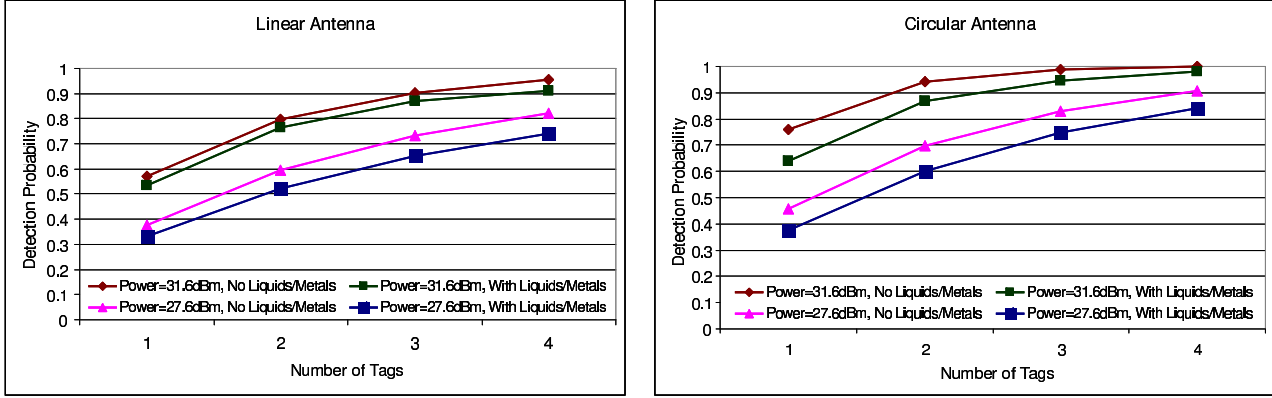 Linear Antenna
Detection Probability
1
0.9
0.8
0.7
0.6
0.5
0.4
0.3
0.2
0.1
0
Power=31.6dBm, No Liquids/Metals
Power=31.6dBm, With Liquids/Metals
Power=27.6dBm, No Liquids/Metals
Power=27.6dBm, With Liquids/Metals
1 2 3 4
Number of Tags
Circular Antenna
Detection Probability
1
0.9
0.8
0.7
0.6
0.5
0.4
0.3
0.2
0.1
0
Power=31.6dBm, No Liquids/Metals
Power=31.6dBm, With Liquids/Metals
Power=27.6dBm, No Liquids/Metals
Power=27.6dBm, With Liquids/Metals
1 2 3 4
Number of Tags